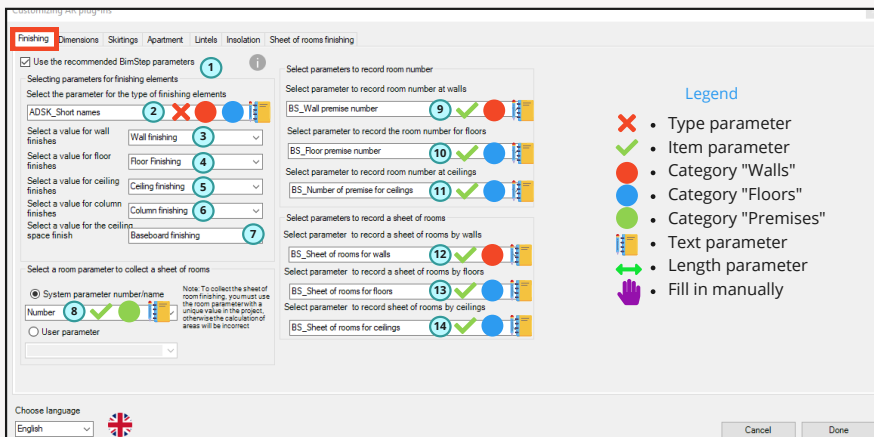 Customizing AR plug-ins
Finishing Dimensions Skirtings Apartment Lintels Insolation Sheet of rooms finishing
Use the recommended BimStep parameters
1
i
Selecting parameters for finishing elements
Select the parameter for the type of finishing elements
ADSK_Short names
2
Select a value for wall
finishes
Wall finishing
3
Select a value for floor
finishes
Floor Finishing
4
Select a value for ceiling
finishes
Ceiling finishing
5
Select a value for column
finishes
Column finishing
6
Select a value for the ceiling
space finish
Baseboard finishing
7
Select a room parameter to collect a sheet of rooms
System parameter number/name
Number
8
User parameter
Note: To collect the sheet of
room finishing, you must use
the room parameter with a
unique value in the project,
otherwise the calculation of
areas will be incorrect
Select parameters to record room number
Select parameter to record room number at walls
BS_Wall premise number
9
Select parameter to record the room number for floors
BS_Floor premise number
10
Select parameter to record room number at ceilings
BS_Number of premise for ceilings
11
Select parameters to record a sheet of rooms
Select parameter to record a sheet of rooms by walls
BS_Sheet of rooms for walls
12
Select parameter to record a sheet of rooms by floors
BS_Sheet of rooms for floors
13
Select parameter to record sheet of rooms by ceilings
BS_Sheet of rooms for ceilings
14
Legend
• Type parameter
• Item parameter
• Category "Walls"
• Category "Floors"
• Category "Premises"
• Text parameter
• Length parameter
• Fill in manually
Choose language
English
Cancel
Done